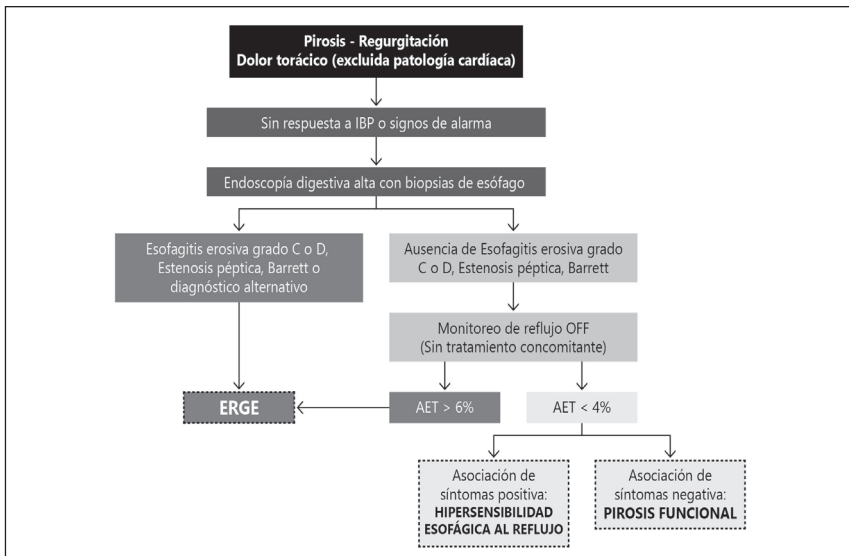 Pirosis - Regurgitación
Dolor torácico (excluida patología cardíaca)
Sin respuesta a IBP o signos de alarma
Endoscopía digestiva alta con biopsias de esófago
Esofagitis erosiva grado C o D,
Estenosis péptica, Barrett o
diagnóstico alternativo
Ausencia de Esofagitis erosiva grado
C o D, Estenosis péptica, Barrett
Monitoreo de reflujo OFF
(Sin tratamiento concomitante)
ERGE
AET > 6%
AET < 4%
Asociación de
síntomas positiva:
HIPERSENSIBILIDAD
ESOFÁGICA AL REFLUJO
Asociación de
síntomas negativa:
PIROSIS FUNCIONAL